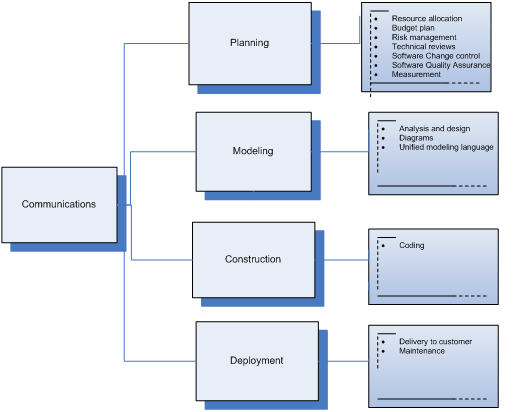 Communications
Planning
Resource allocation
Budget plan
Risk management
Technical reviews
Software Change control
Software Quality Assurance
Measurement
Modeling
Analysis and design
Diagrams
Unified modeling language
Construction
Coding
Deployment
Delivery to customer
Maintenance